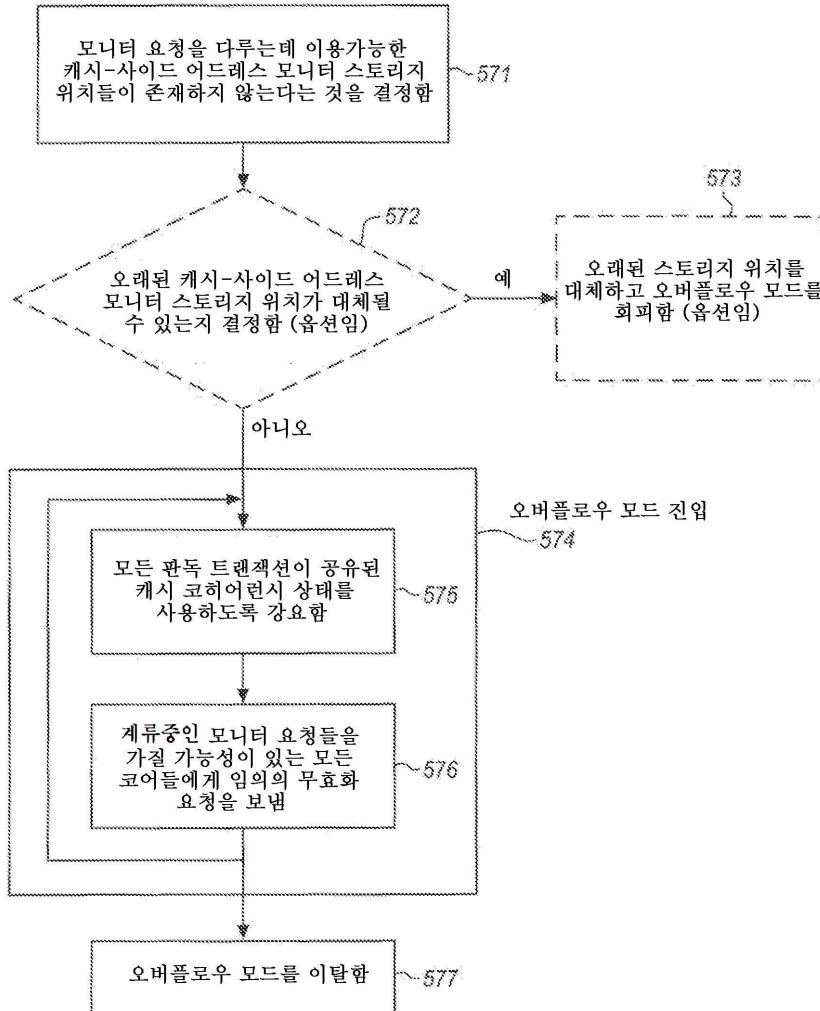 모니터 요청을 다루는데 이용가능한
캐시-사이드 어드레스 모니터 스토리지
위치들이 존재하지 않는다는 것을 결정함
571
572
오래된 캐시-사이드 어드레스
모니터 스토리지 위치가 대체될
수 있는지 결정함 (옵션임)
예
573
오래된 스토리지 위치를
대체하고 오버플로우 모드를
회피함 (옵션임)
아니오
오버플로우 모드 진입
574
모든 판독 트랜잭션이 공유된
캐시 코히어런시 상태를
사용하도록 강요함
575
계류중인 모니터 요청들을
가질 가능성이 있는 모든
코어들에게 임의의 무효화
요청을 보냄
576
오버플로우 모드를 이탈함
577